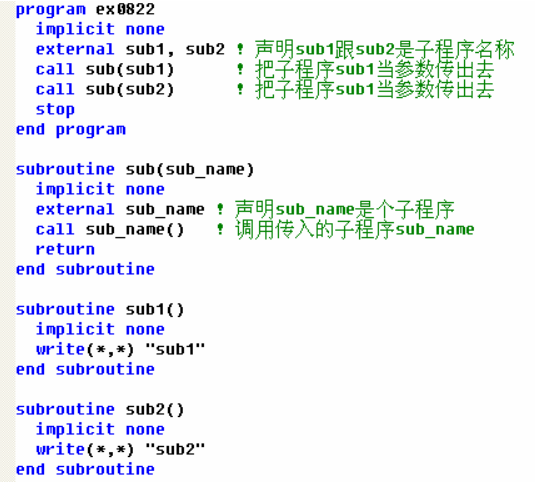 program ex0822
  implicit none
  external sub1, sub2 ! 声明sub1跟sub2是子程序名称
  call sub(sub1)      ! 把子程序sub1当参数传出去
  call sub(sub2)      ! 把子程序sub1当参数传出去
  stop
end program

subroutine sub(sub_name)
  implicit none
  external sub_name ! 声明sub_name是个子程序
  call sub_name()   ! 调用传入的子程序sub_name
  return
end subroutine

subroutine sub1()
  implicit none
  write(*,*) "sub1"
end subroutine

subroutine sub2()
  implicit none
  write(*,*) "sub2"
end subroutine